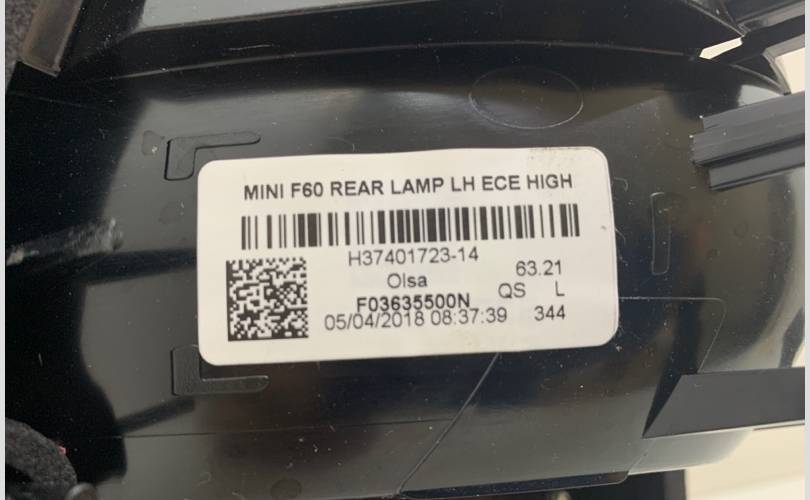 MINI F60 REAR LAMP LH ECE HIGH
H37401723-14
Olsa 63.21
F03635500N QS L
05/04/2018 08:37:39 344